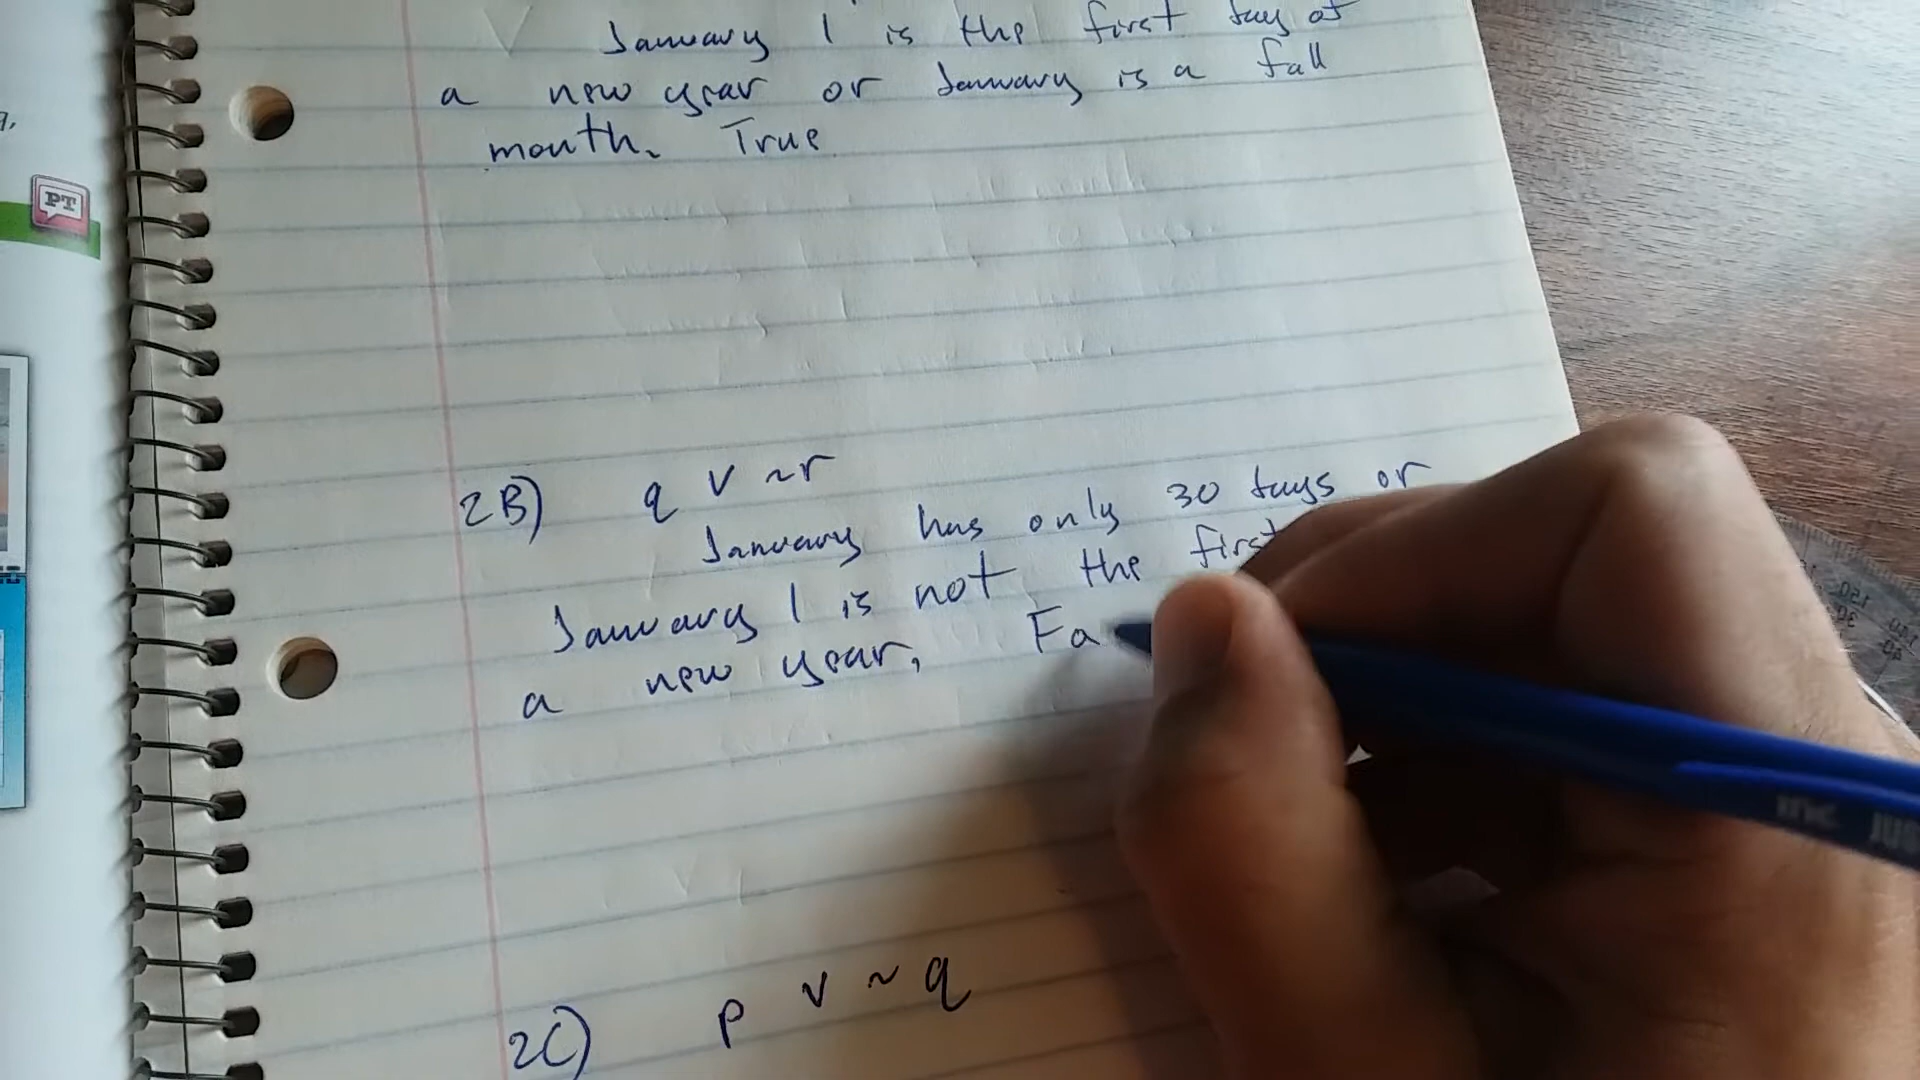 January 1 is the first day of
a new year or January is a fall
month. True
PT
2B) q v ~r
January has only 30 days or
January 1 is not the first
a new year. Fa
2C) p v ~q